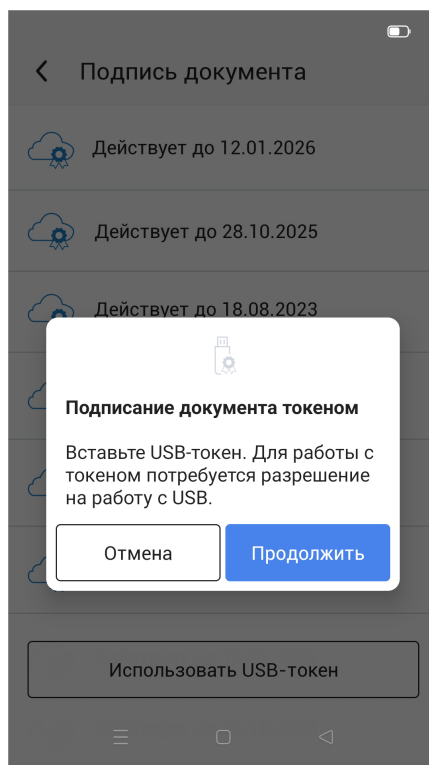 Подпись документа
Действует до 12.01.2026
Действует до 28.10.2025
Действует до 18.08.2023
Подписание документа токеном
Вставьте USB-токен. Для работы с
токеном потребуется разрешение
на работу с USB.
Отмена
Продолжить
Использовать USB-токен